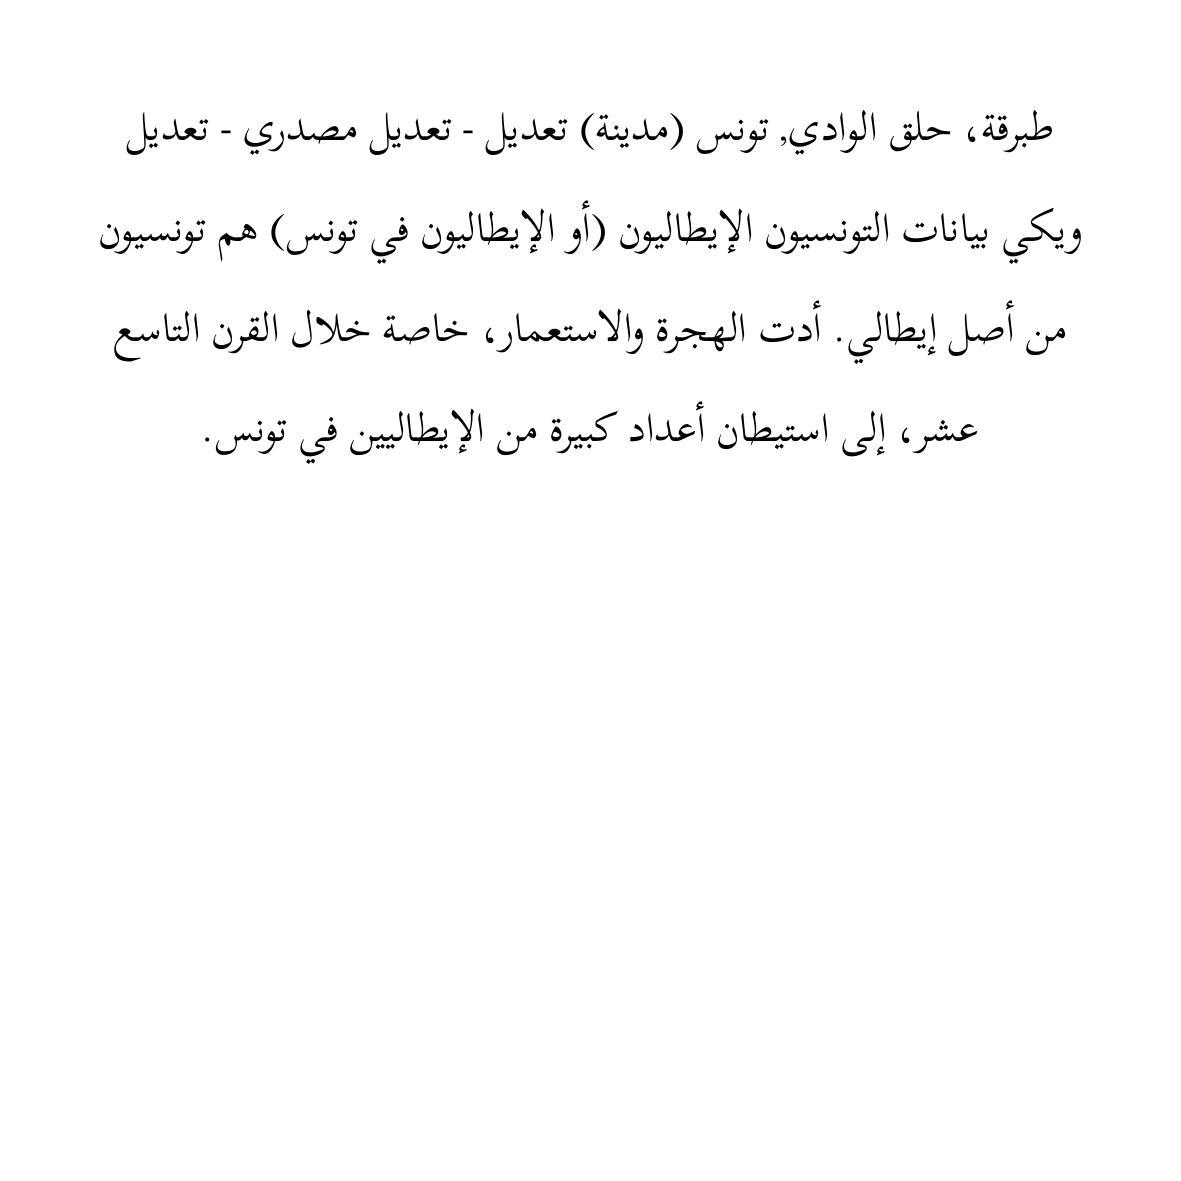 طبرقة، حلق الوادي, تونس (مدينة) تعديل - تعديل مصدري - تعديل
ويكي بيانات التونسيون الإيطاليون (أو الإيطاليون في تونس) هم تونسيون
من أصل إيطالي. أدت الهجرة والاستعمار، خاصة خلال القرن التاسع
عشر، إلى استيطان أعداد كبيرة من الإيطاليين في تونس.